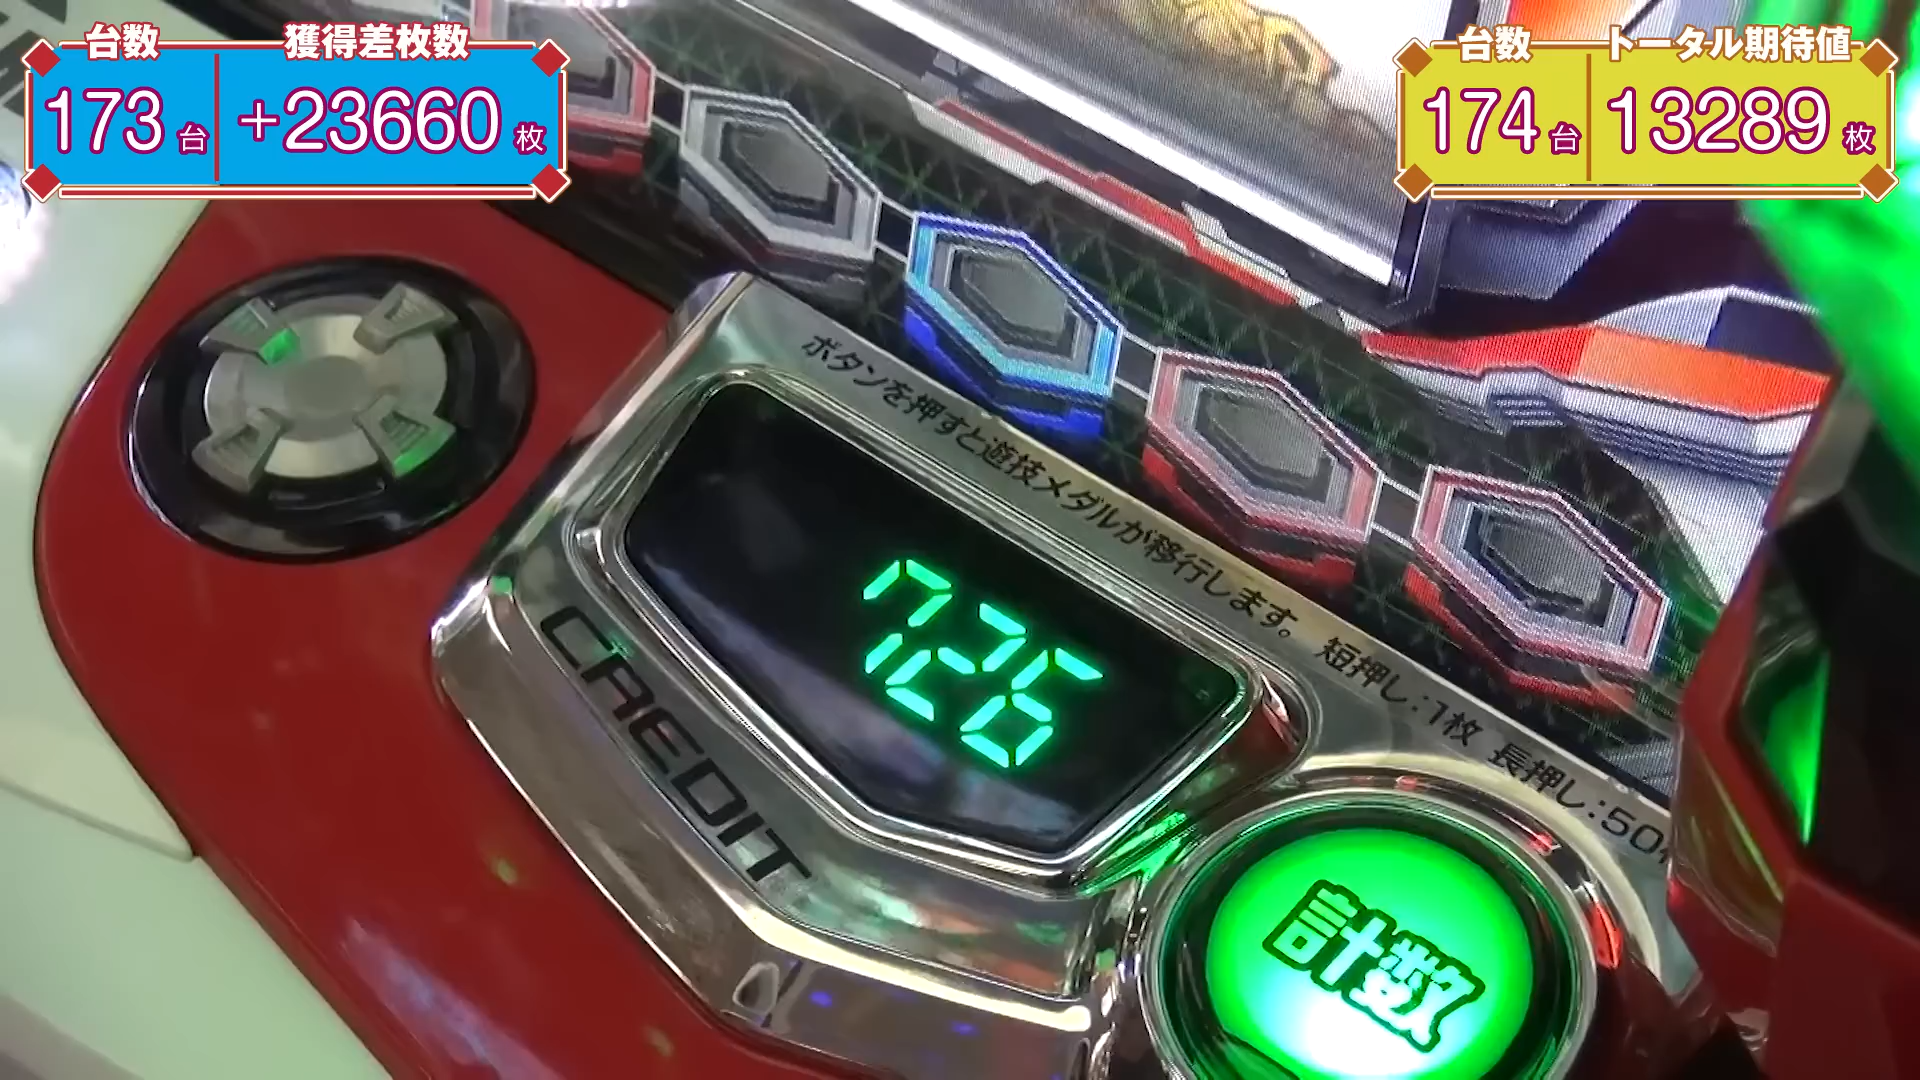 台数 獲得差枚数
173台 +23660枚
台数 トータル期待値
174台 13289枚
ボタンを押すと遊技メダルが移行します。 短押し:1枚 長押し:50
726
CREDIT
計数